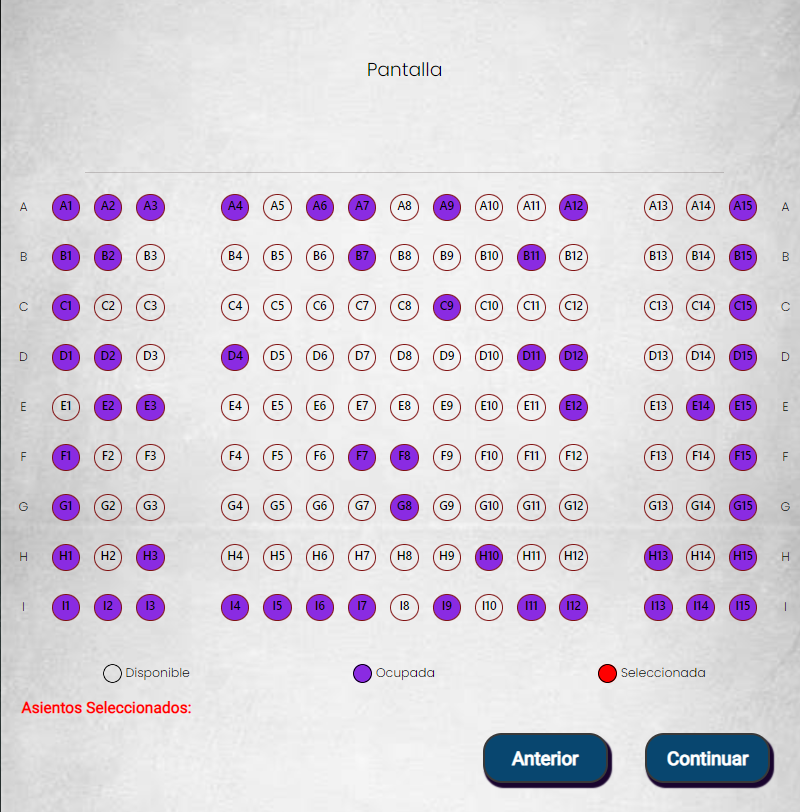 Pantalla
A A1 A2 A3 A4 A5 A6 A7 A8 A9 A10 A11 A12 A13 A14 A15 A
B B1 B2 B3 B4 B5 B6 B7 B8 B9 B10 B11 B12 B13 B14 B15 B
C C1 C2 C3 C4 C5 C6 C7 C8 C9 C10 C11 C12 C13 C14 C15 C
D D1 D2 D3 D4 D5 D6 D7 D8 D9 D10 D11 D12 D13 D14 D15 D
E E1 E2 E3 E4 E5 E6 E7 E8 E9 E10 E11 E12 E13 E14 E15 E
F F1 F2 F3 F4 F5 F6 F7 F8 F9 F10 F11 F12 F13 F14 F15 F
G G1 G2 G3 G4 G5 G6 G7 G8 G9 G10 G11 G12 G13 G14 G15 G
H H1 H2 H3 H4 H5 H6 H7 H8 H9 H10 H11 H12 H13 H14 H15 H
I I1 I2 I3 I4 I5 I6 I7 I8 I9 I10 I11 I12 I13 I14 I15 I
Disponible Ocupada Seleccionada
Asientos Seleccionados:
Anterior Continuar